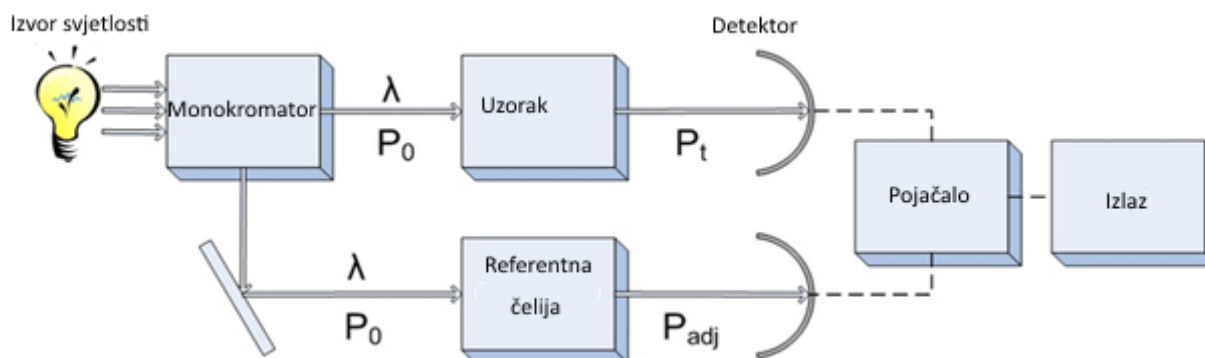 Izvor svjetlosti
Detektor
Monokromator
λ
P₀
Uzorak
Pₜ
Pojačalo
Izlaz
λ
P₀
Referentna
čelija
Padj